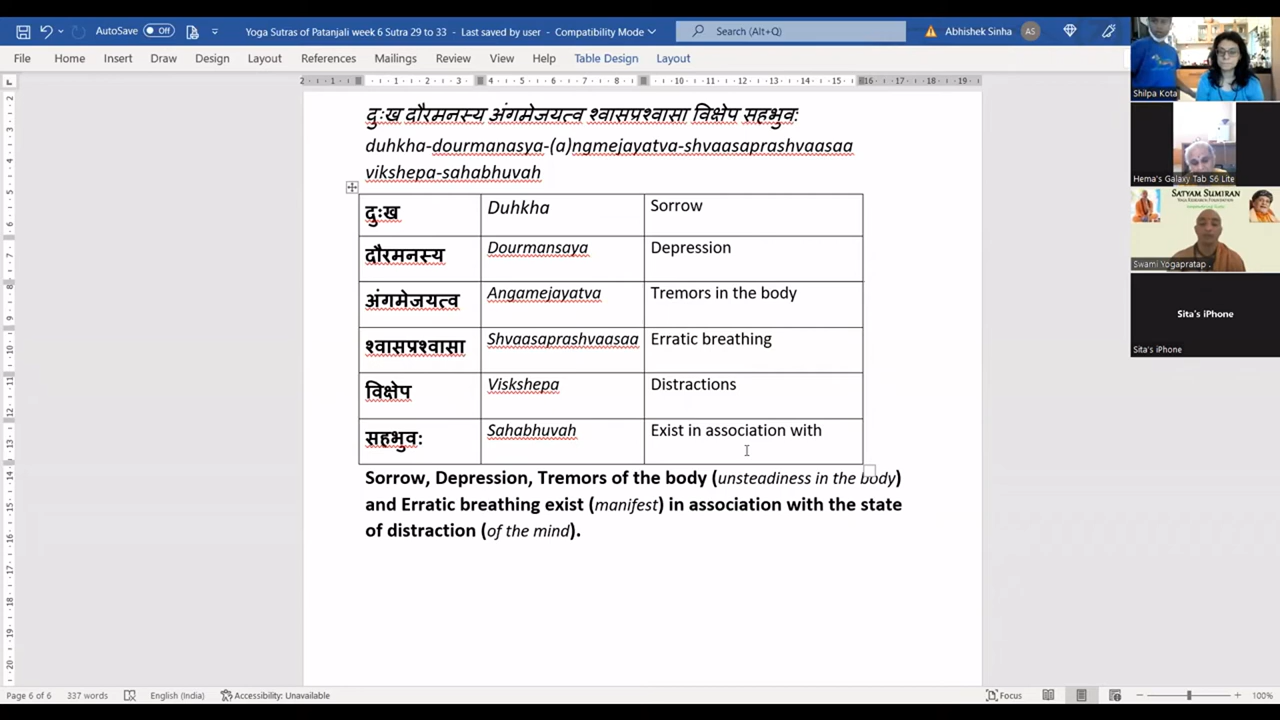 AutoSave Off
Yoga Sutras of Patanjali week 6 Sutra 29 to 33 - Last saved by user - Compatibility Mode
Search (Alt+Q)
Abhishek Sinha AS
File Home Insert Draw Design Layout References Mailings Review View Help Table Design Layout
दुःख दौरमनस्य अंगमेजयत्व श्वासप्रश्वासा विक्षेप सहभुवः
duhkha-dourmanasya-(a)ngmejayatva-shvaasaprashvaasaa
vikshepa-sahabhuvah
दुःख Duhkha Sorrow
दौरमनस्य Dourmansaya Depression
अंगमेजयत्व Angamejayatva Tremors in the body
श्वासप्रश्वासा Shvaasaprashvaasaa Erratic breathing
विक्षेप Viskshepa Distractions
सहभुवः Sahabhuvah Exist in association with
Sorrow, Depression, Tremors of the body (unsteadiness in the body)
and Erratic breathing exist (manifest) in association with the state
of distraction (of the mind).
Shilpa Kota
Hema's Galaxy Tab S6 Lite
SATYAM SUMIRAN
Swami Yogapratap .
Sita's iPhone
Sita's iPhone
Page 6 of 6 337 words English (India) Accessibility: Unavailable Focus 100%